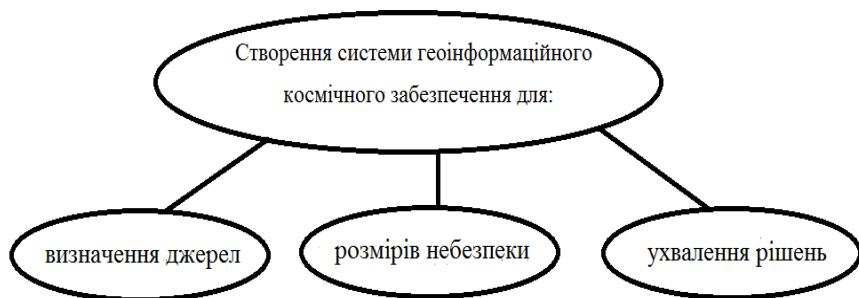 Створення системи геоінформаційного
космічного забезпечення для:
визначення джерел
розмірів небезпеки
ухвалення рішень